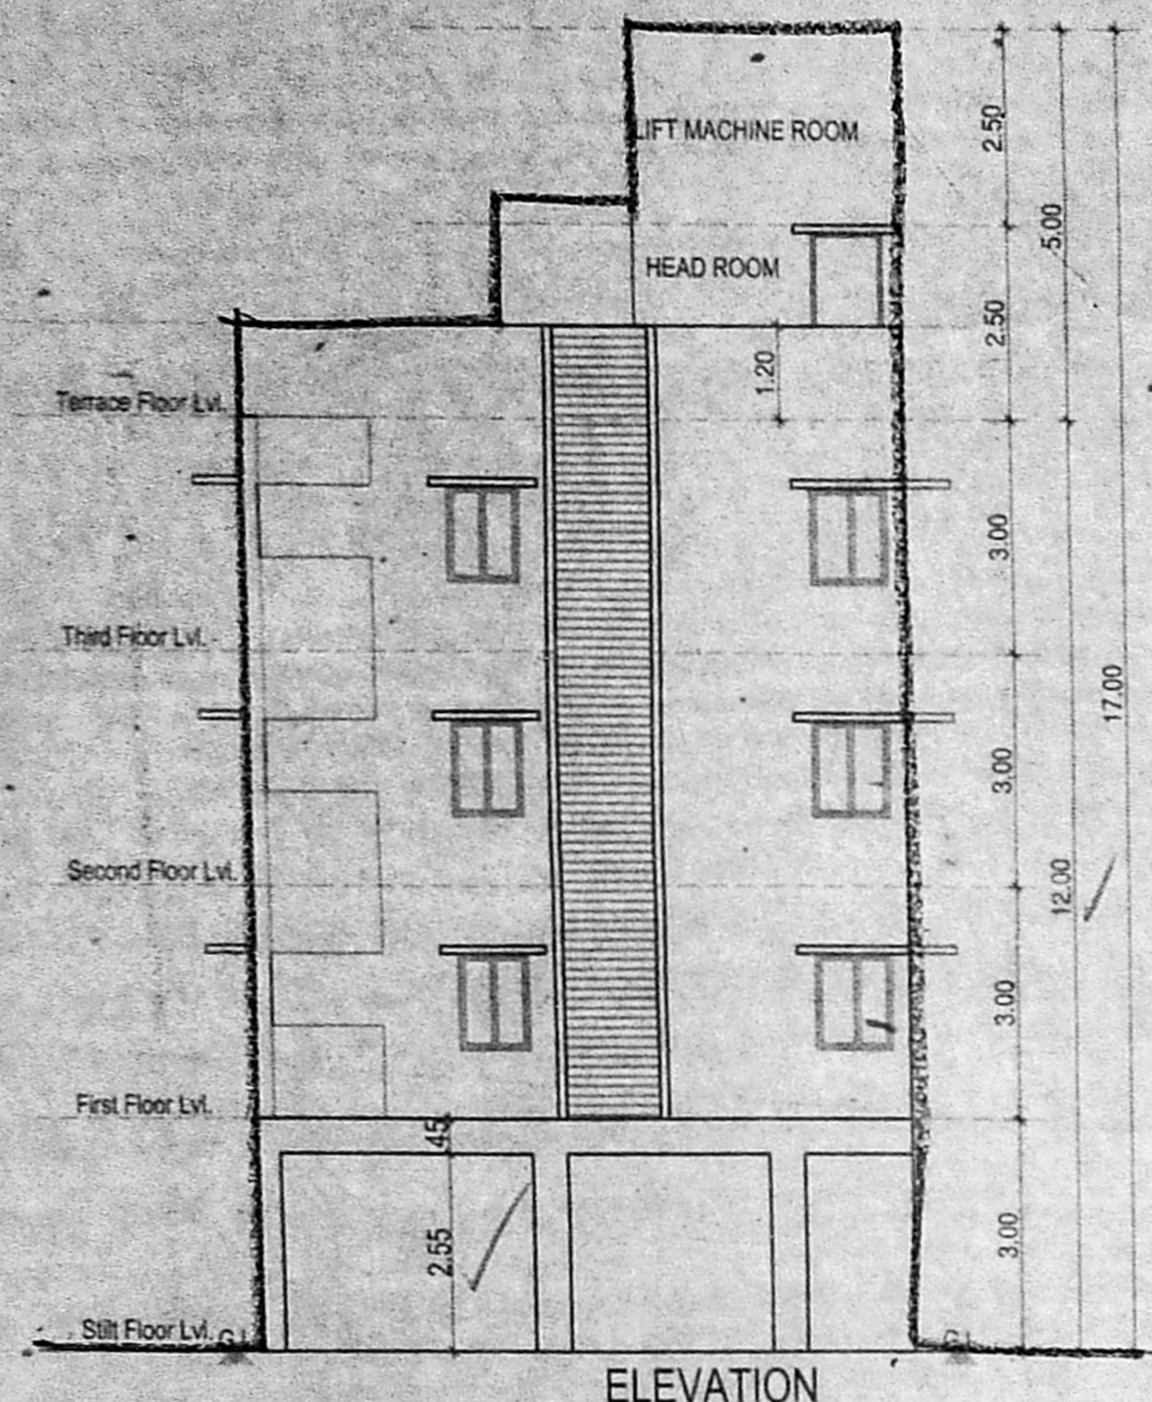 LIFT MACHINE ROOM
2.50
5.00
HEAD ROOM
2.50
1.20
Terrace Floor Lvl.
3.00
Third Floor Lvl.
17.00
3.00
Second Floor Lvl.
12.00
3.00
First Floor Lvl.
.45
2.55
3.00
Stilt Floor Lvl.
G.L
G.L
ELEVATION